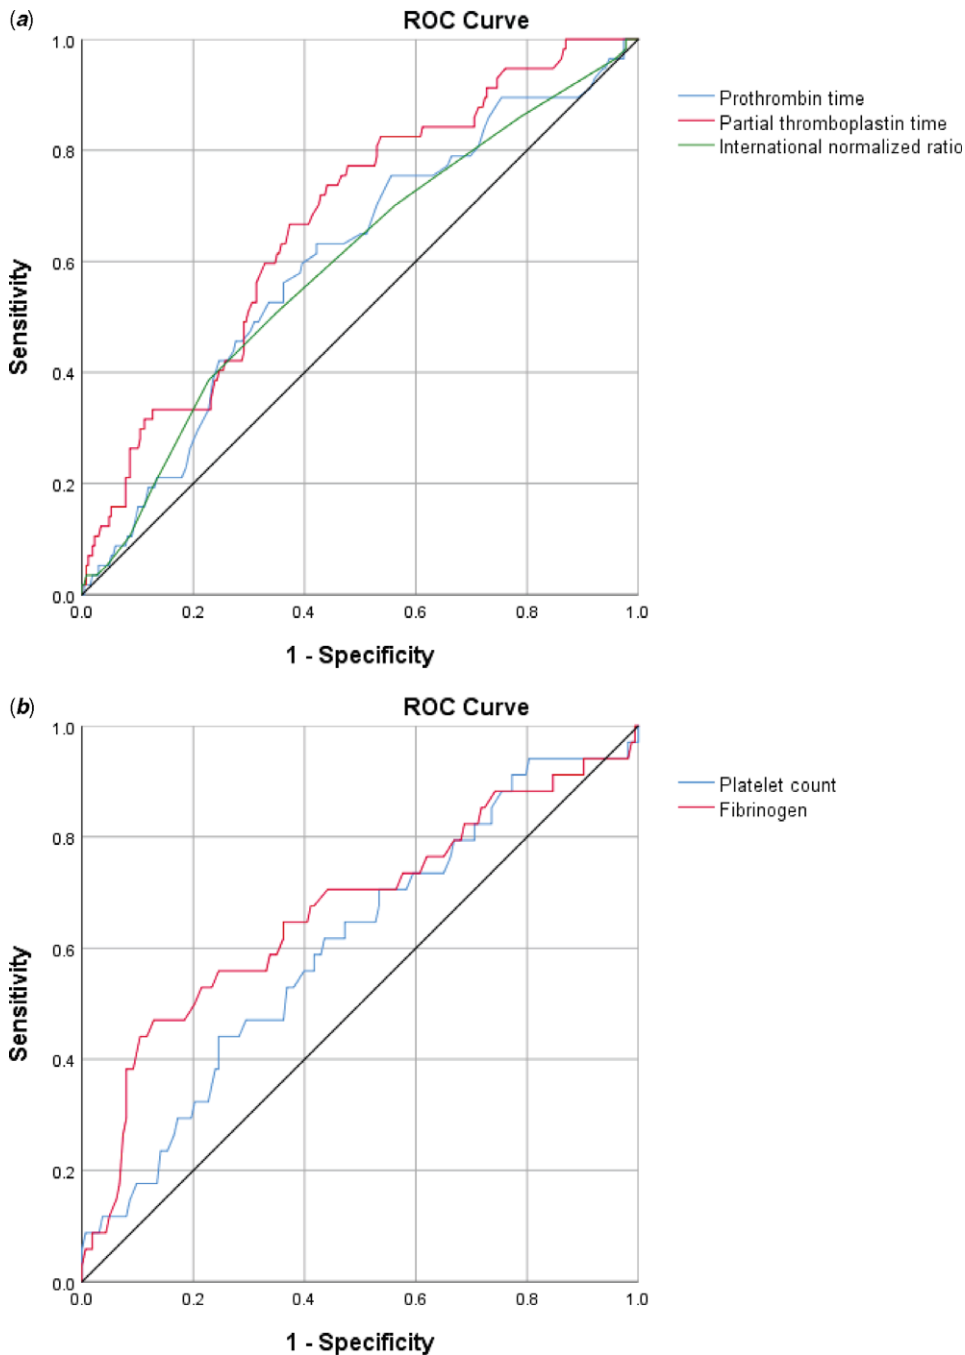 (a)
ROC Curve
1.0
0.8
0.6
0.4
0.2
0.0
Sensitivity
0.0 0.2 0.4 0.6 0.8 1.0
1 - Specificity
Prothrombin time
Partial thromboplastin time
International normalized ratio
(b)
ROC Curve
1.0
0.8
0.6
0.4
0.2
0.0
Sensitivity
0.0 0.2 0.4 0.6 0.8 1.0
1 - Specificity
Platelet count
Fibrinogen